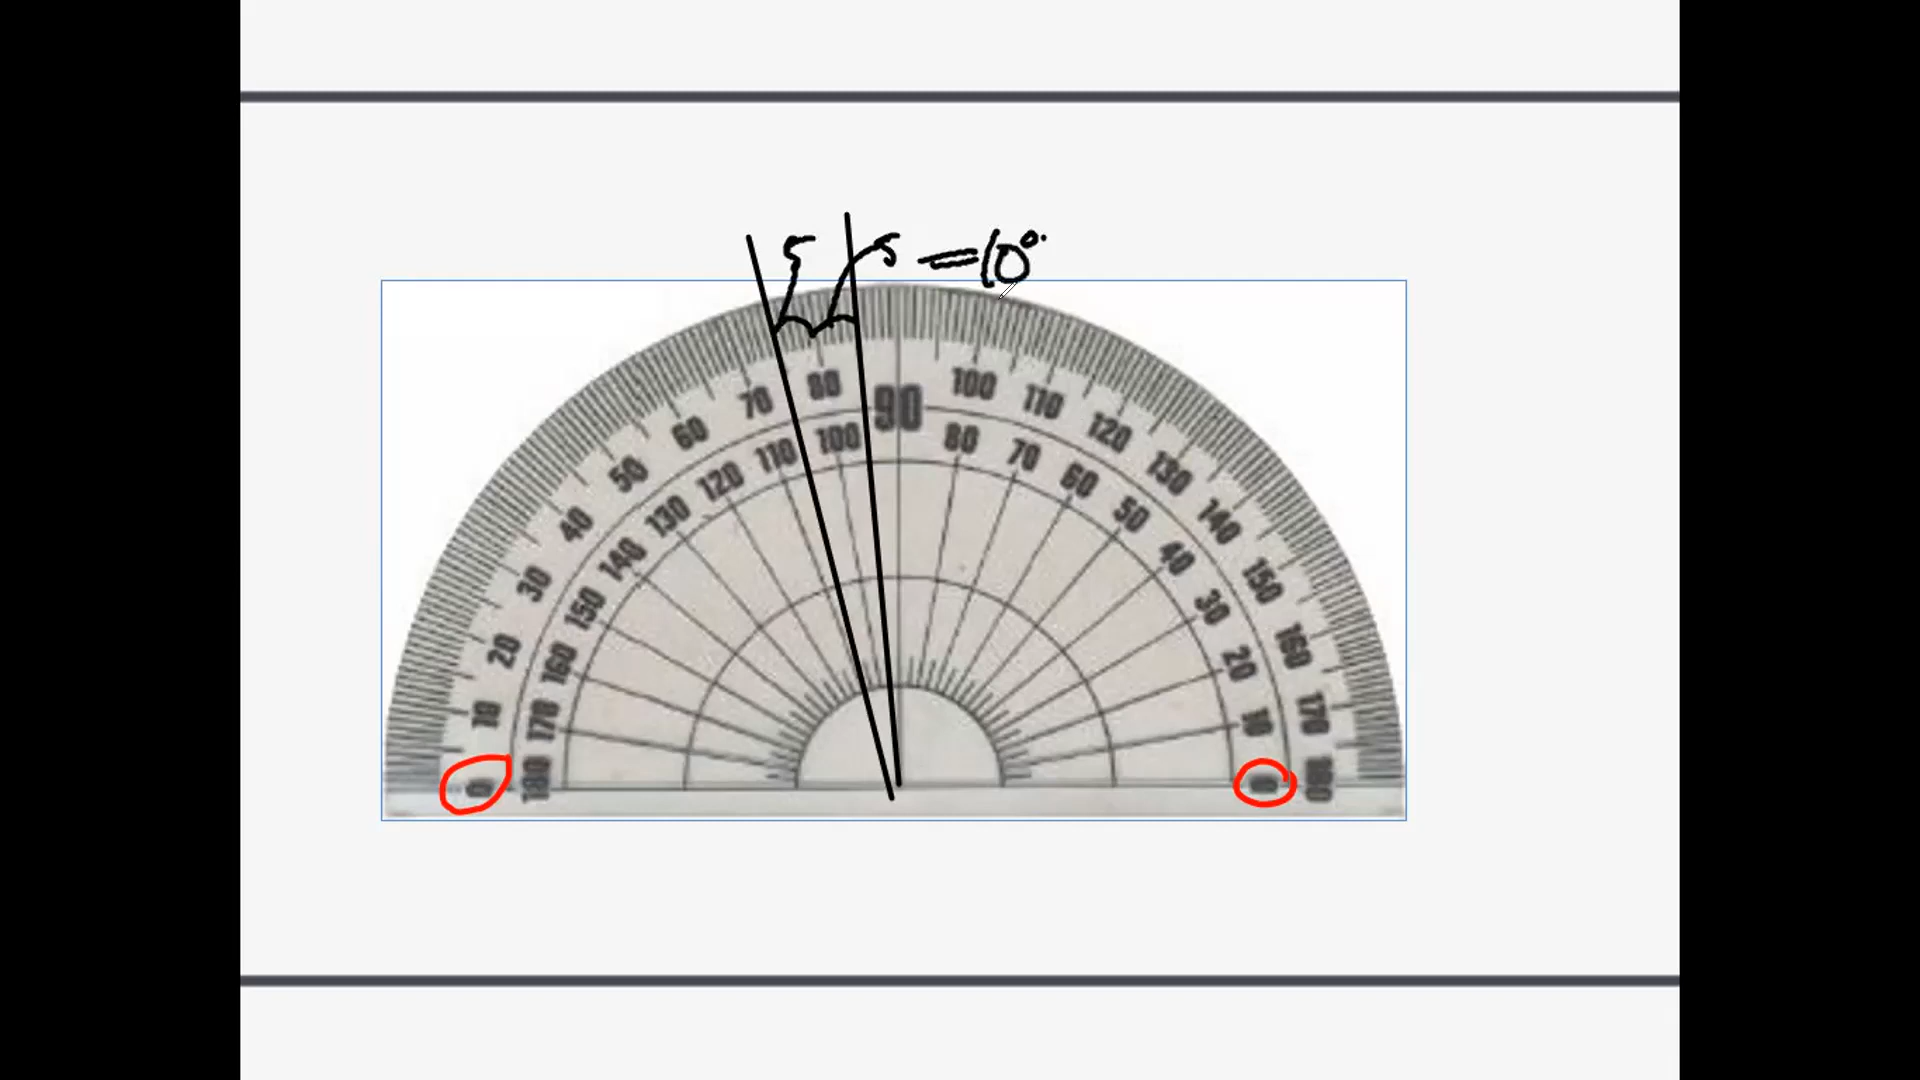 5 5 = 10°
70 80 90 100 110
60 110 100 80 70 120
50 120 60 130
40 130 50 140
30 140 40 150
20 150 30 160
10 160 20 170
170 10
0 180 0 180